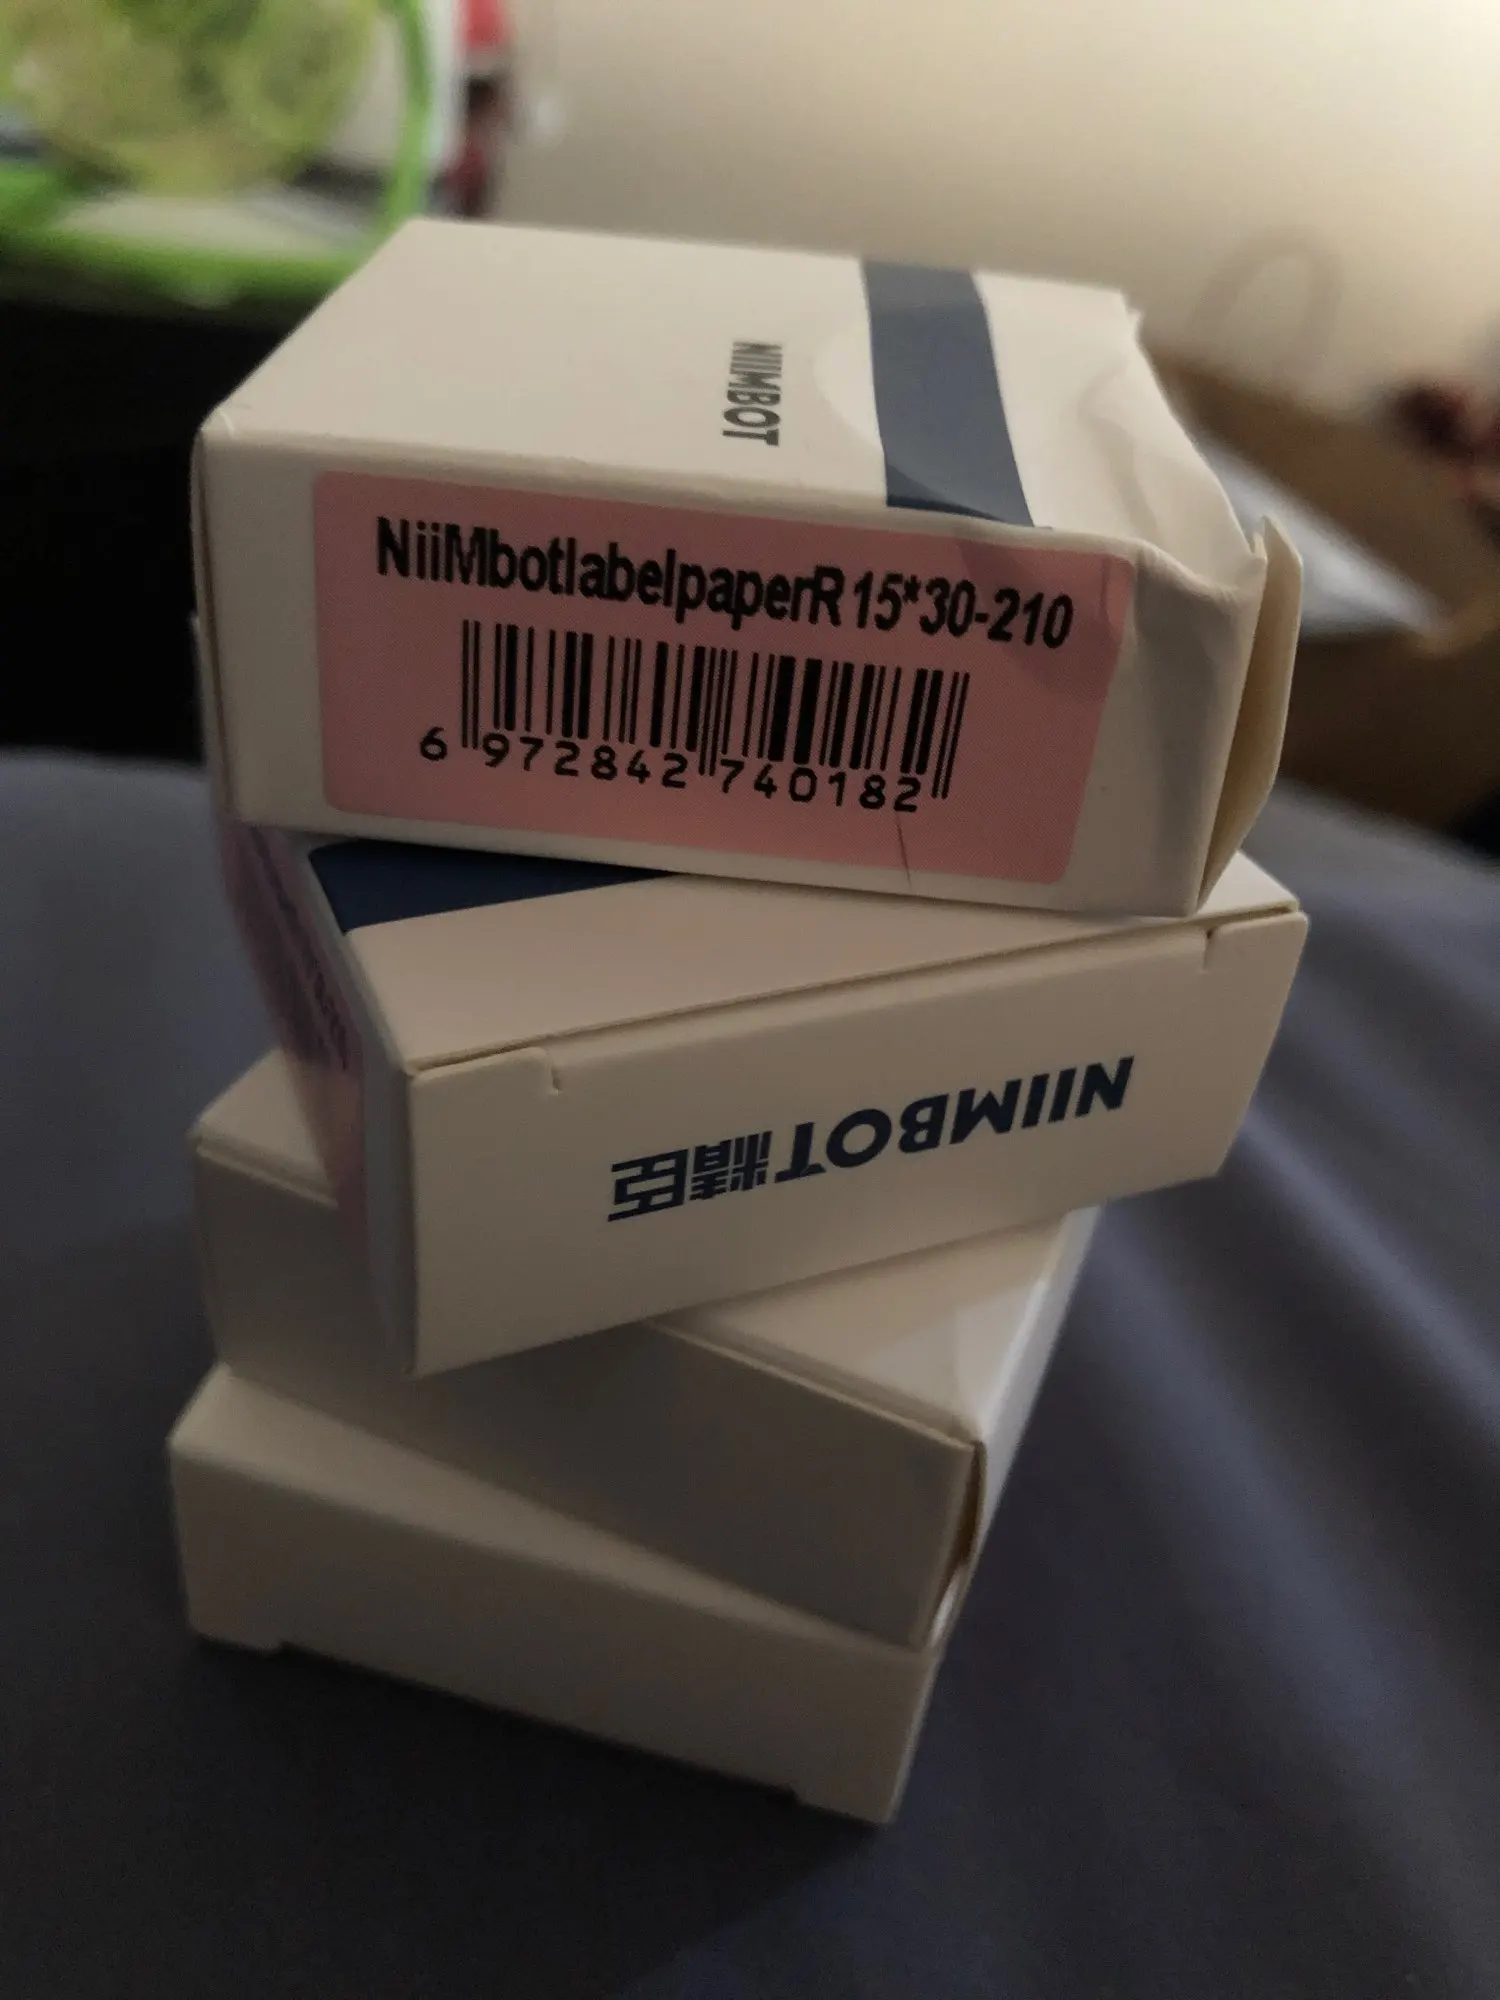 NIIMBOT
NiiMbotlabelpaperR15*30-210
6 972842 740182
NIIMBOT精臣